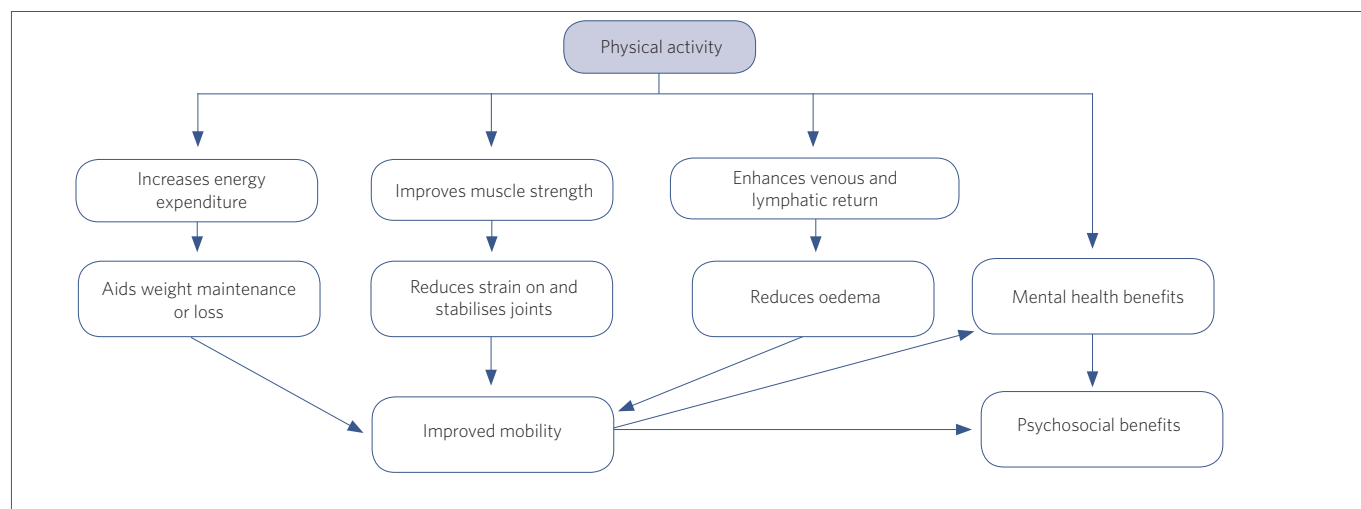 Physical activity
Increases energy
expenditure
Improves muscle strength
Enhances venous and
lymphatic return
Aids weight maintenance
or loss
Reduces strain on and
stabilises joints
Reduces oedema
Mental health benefits
Improved mobility
Psychosocial benefits